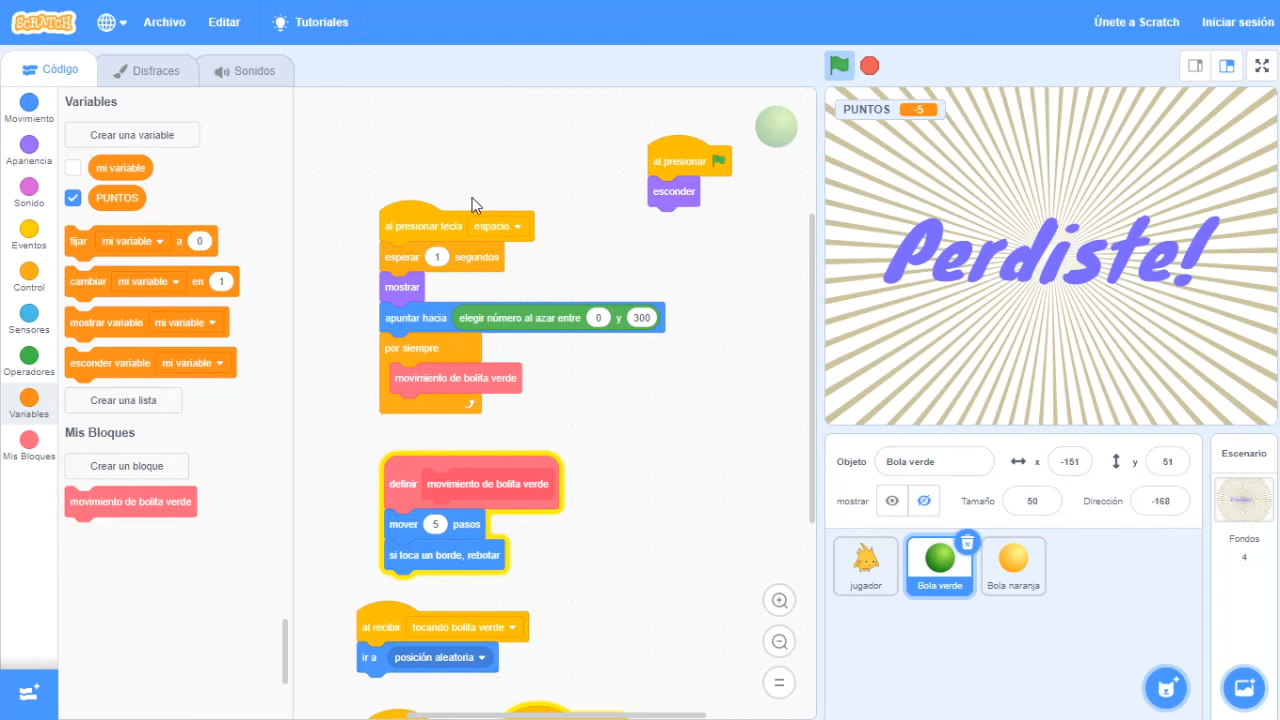 SCRATCH
Archivo
Editar
Tutoriales
Únete a Scratch
Iniciar sesión
Código
Disfraces
Sonidos
Movimiento
Apariencia
Sonido
Eventos
Control
Sensores
Operadores
Variables
Mis Bloques
Variables
Crear una variable
mi variable
PUNTOS
fijar mi variable a 0
cambiar mi variable en 1
mostrar variable mi variable
esconder variable mi variable
Crear una lista
Mis Bloques
Crear un bloque
movimiento de bolita verde
al presionar
esconder
al presionar tecla espacio
esperar 1 segundos
mostrar
apuntar hacia elegir número al azar entre 0 y 300
por siempre
movimiento de bolita verde
definir movimiento de bolita verde
mover 5 pasos
si toca un borde, rebotar
al recibir tocando bolita verde
ir a posición aleatoria
PUNTOS -5
Perdiste!
Objeto Bola verde x -151 y 51
mostrar Tamaño 50 Dirección -168
jugador
Bola verde
Bola naranja
Escenario
Perdiste!
Fondos
4